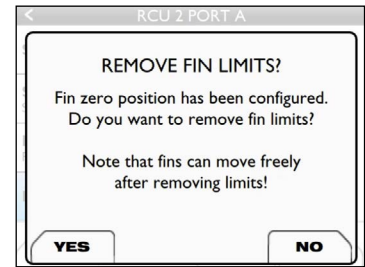 <
RCU 2 PORT A
REMOVE FIN LIMITS?
Fin zero position has been configured.
Do you want to remove fin limits?
Note that fins can move freely
after removing limits!
YES
NO